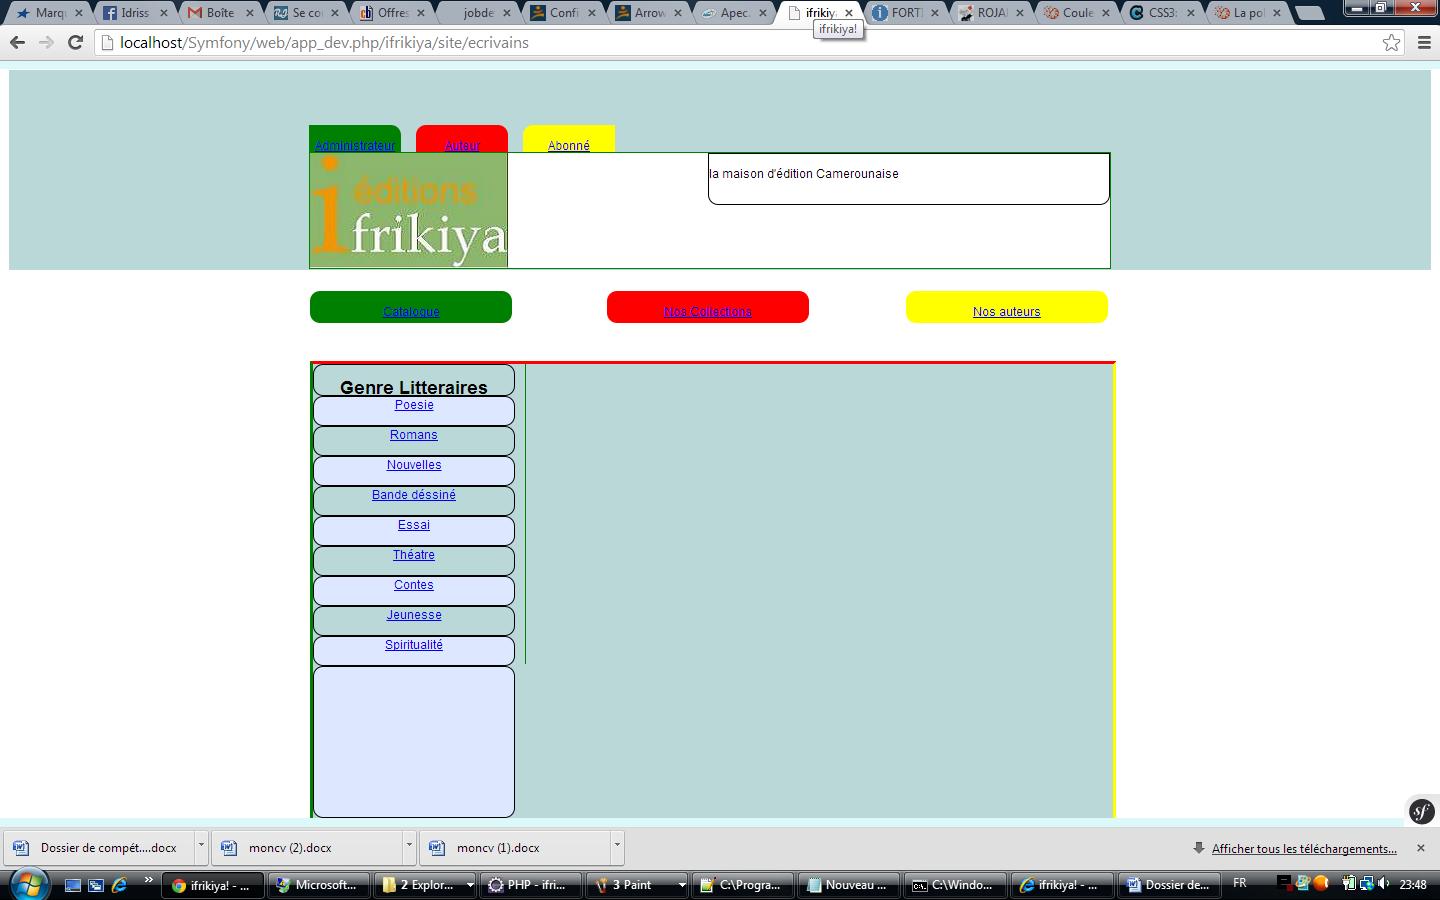 Marqu
Idriss
Boîte
Se co
Offres
jobde
Confi
Arrow
Apec.
ifrikiy
FORTI
ROJA
Coule
CSS3:
La pol
ifrikiya!
localhost/Symfony/web/app_dev.php/ifrikiya/site/ecrivains
Administrateur
Auteur
Abonné
éditions
ifrikiya
la maison d'édition Camerounaise
Catalogue
Nos Collections
Nos auteurs
Genre Litteraires
Poesie
Romans
Nouvelles
Bande déssiné
Essai
Théatre
Contes
Jeunesse
Spiritualité
sf
Dossier de compét....docx
moncv (2).docx
moncv (1).docx
Afficher tous les téléchargements...
ifrikiya! - ...
Microsoft...
2 Explor...
PHP - ifri...
3 Paint
C:\Progra...
Nouveau ...
C:\Windo...
ifrikiya! - ...
Dossier de...
FR
23:48